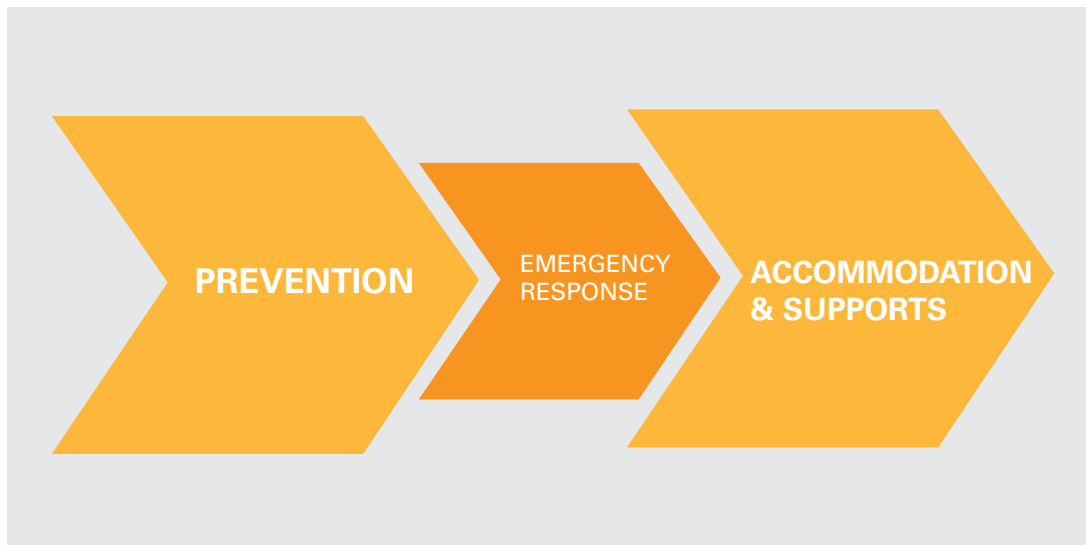 PREVENTION
EMERGENCY
RESPONSE
ACCOMMODATION
& SUPPORTS